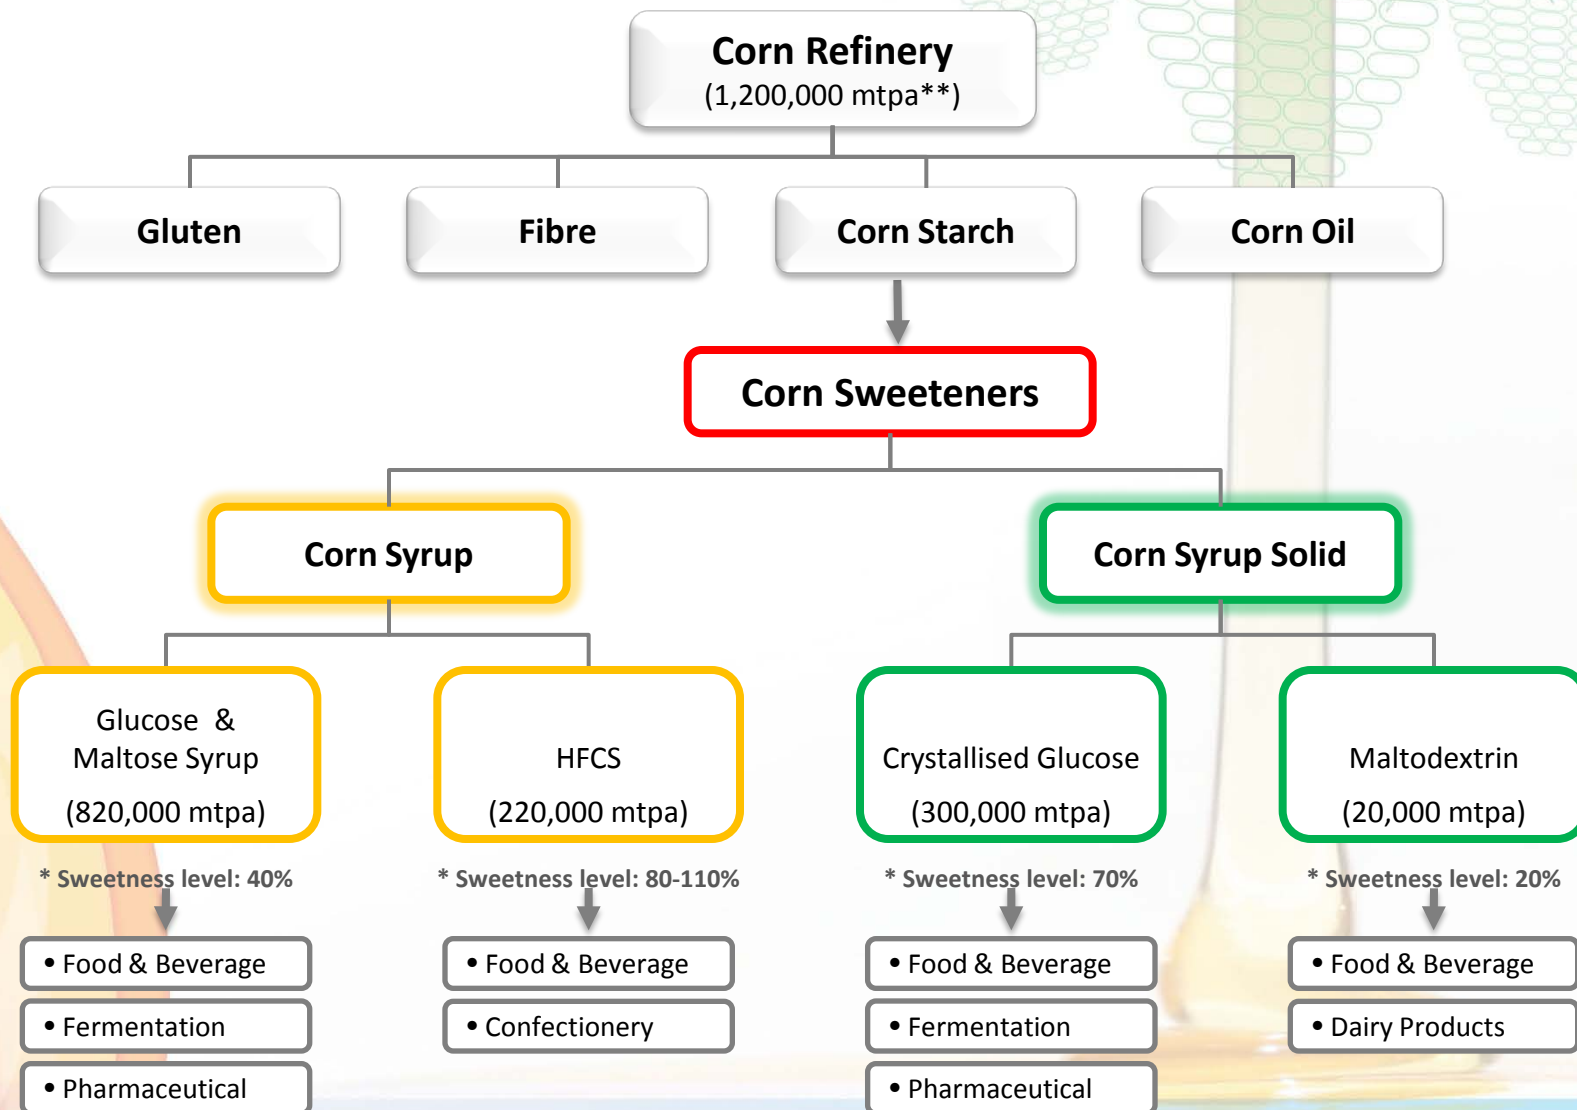 Corn Refinery
(1,200,000 mtpa**)
Gluten
Fibre
Corn Starch
Corn Oil
Corn Sweeteners
Corn Syrup
Corn Syrup Solid
Glucose &
Maltose Syrup
(820,000 mtpa)
HFCS
(220,000 mtpa)
Crystallised Glucose
(300,000 mtpa)
Maltodextrin
(20,000 mtpa)
* Sweetness level: 40%
* Sweetness level: 80-110%
* Sweetness level: 70%
* Sweetness level: 20%
• Food & Beverage
• Fermentation
• Pharmaceutical
• Food & Beverage
• Confectionery
• Food & Beverage
• Fermentation
• Pharmaceutical
• Food & Beverage
• Dairy Products